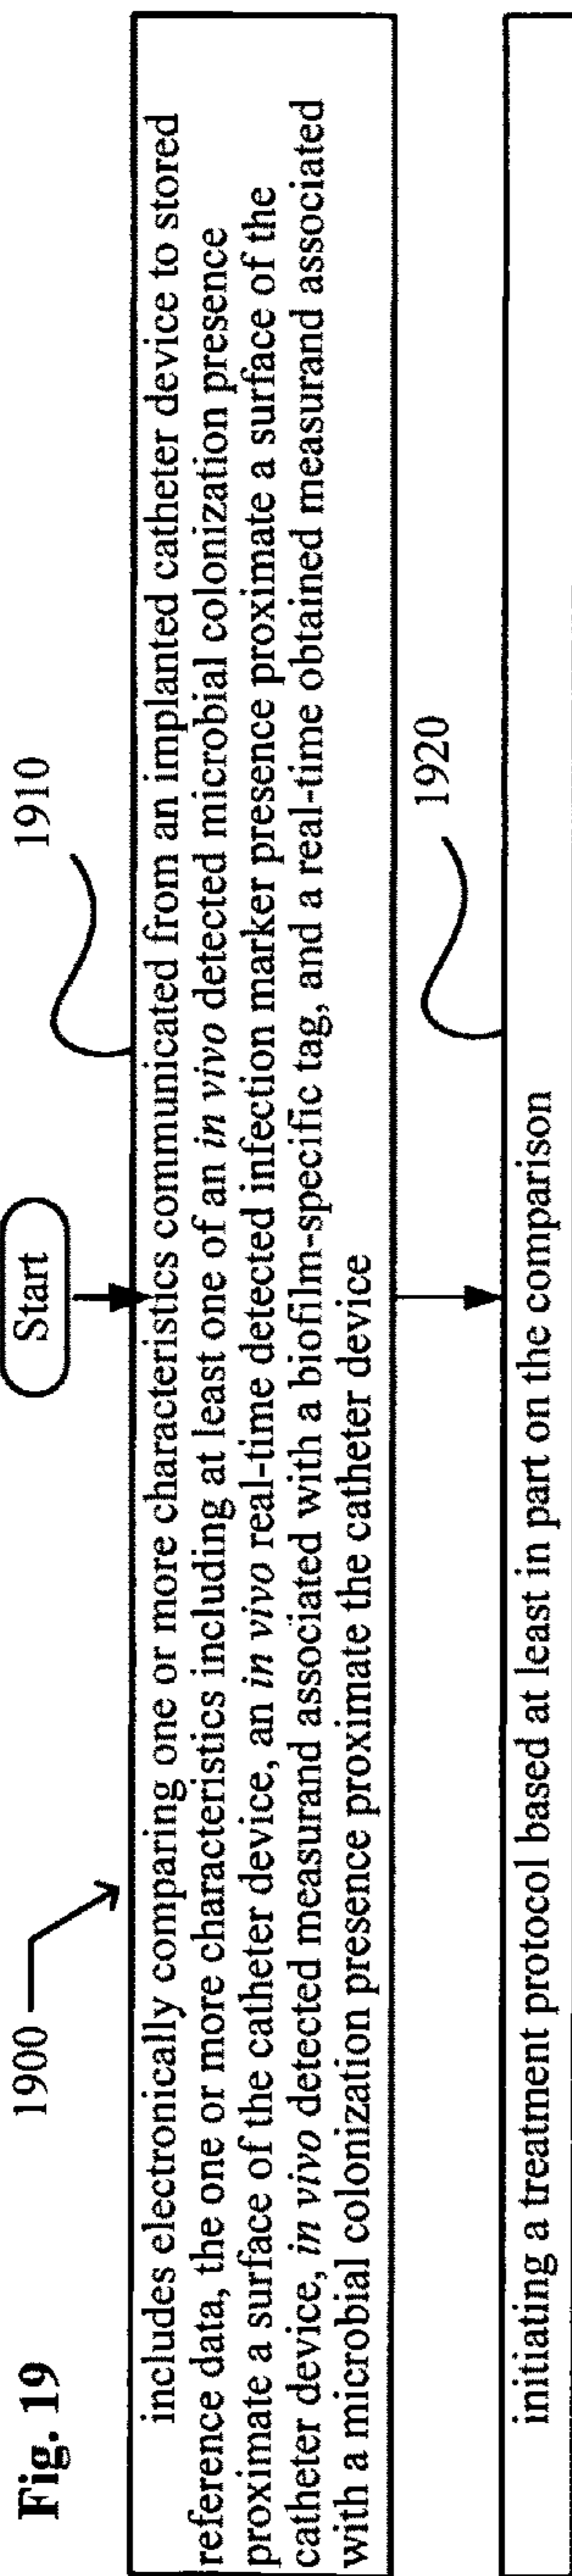 Fig. 19
1900
Start
1910
includes electronically comparing one or more characteristics communicated from an implanted catheter device to stored
reference data, the one or more characteristics including at least one of an in vivo detected microbial colonization presence
proximate a surface of the catheter device, an in vivo real-time detected infection marker presence proximate a surface of the
catheter device, in vivo detected measurand associated with a biofilm-specific tag, and a real-time obtained measurand associated
with a microbial colonization presence proximate the catheter device
1920
initiating a treatment protocol based at least in part on the comparison